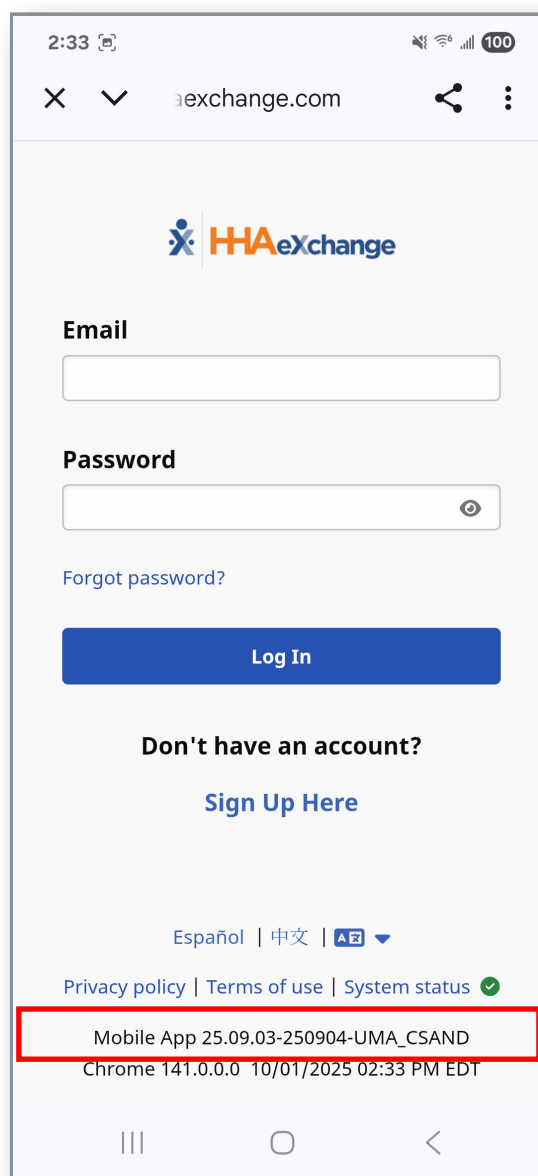 2:33 100
aexchange.com
HHAeXchange
Email
Password
Forgot password?
Log In
Don't have an account?
Sign Up Here
Español | 中文 | A文
Privacy policy | Terms of use | System status
Mobile App 25.09.03-250904-UMA_CSAND
Chrome 141.0.0.0 10/01/2025 02:33 PM EDT